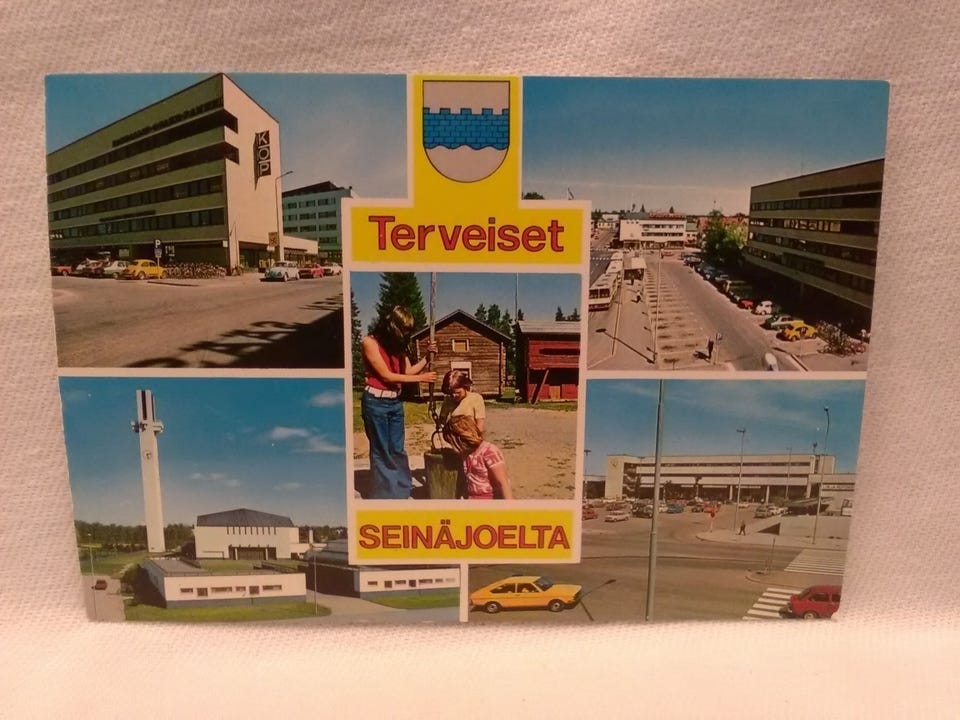 KOP
Terveiset
SEINÄJOELTA